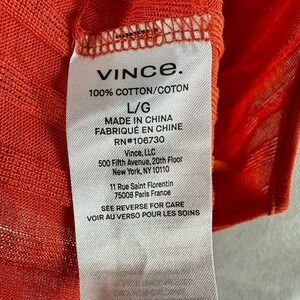 VINCE.
100% COTTON/COTON
L/G
MADE IN CHINA
FABRIQUÉ EN CHINE
RN#106730
Vince, LLC
500 Fifth Avenue, 20th Floor
New York, NY 10110
11 Rue Saint Florentin
75008 Paris France
SEE REVERSE FOR CARE
VOIR AU VERSO POUR LES SOINS